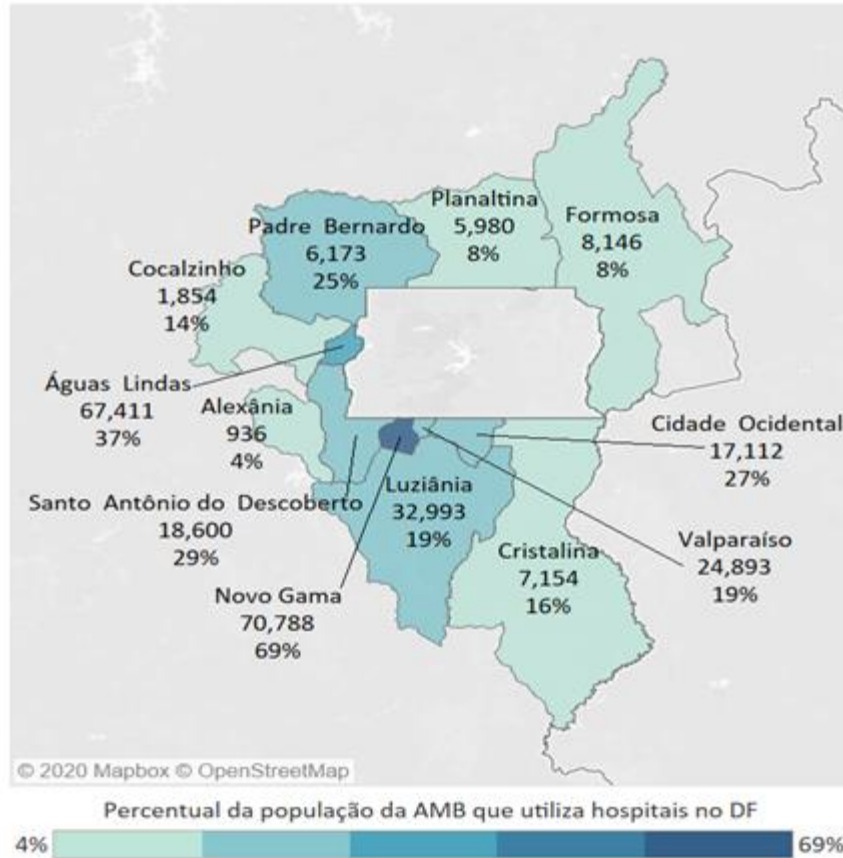 Planaltina
5,980
8%
Formosa
8,146
8%
Padre Bernardo
6,173
25%
Cocalzinho
1,854
14%
Águas Lindas
67,411
37%
Alexânia
936
4%
Cidade Ocidental
17,112
27%
Santo Antônio do Descoberto
18,600
29%
Luziânia
32,993
19%
Cristalina
7,154
16%
Valparaíso
24,893
19%
Novo Gama
70,788
69%
© 2020 Mapbox © OpenStreetMap
Percentual da população da AMB que utiliza hospitais no DF
4% 69%